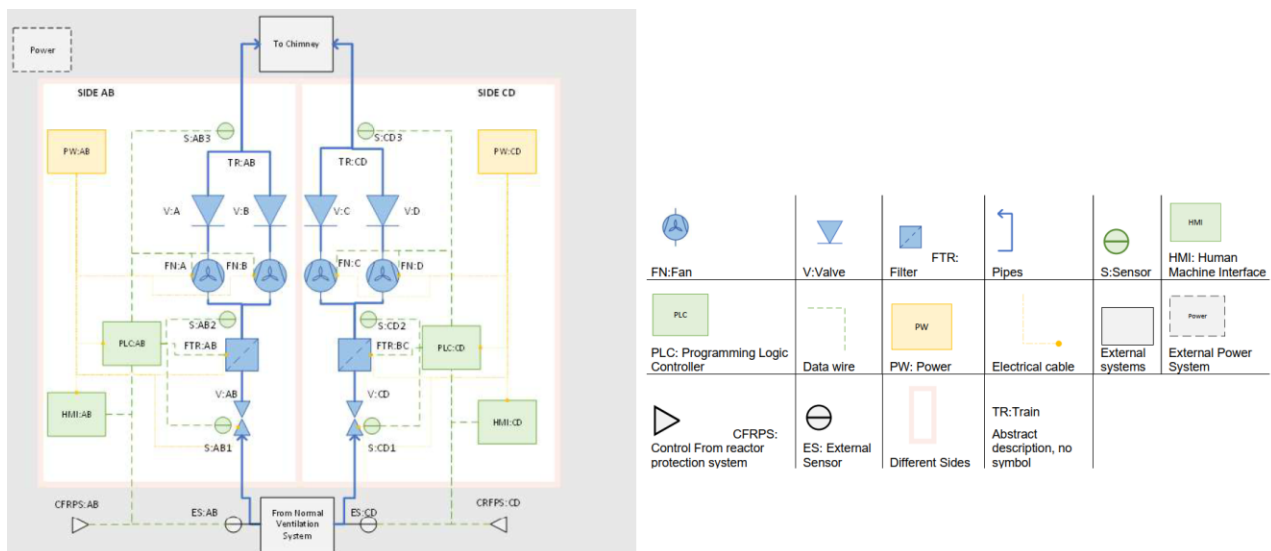 To Chimney
Power
SIDE AB
SIDE CD
S:AB3
S:CD3
PW:AB
PW:CD
TR:AB
TR:CD
V:A
V:B
V:C
V:D
FN:A
FN:B
FN:C
FN:D
S:AB2
S:CD2
PLC:AB
FTR:AB
FTR:BC
PLC:CD
V:AB
V:CD
HMI:AB
HMI:CD
S:AB1
S:CD1
CFRPS:AB
ES:AB
From Normal
Ventilation
System
ES:CD
CRFPS:CD
FN:Fan
V:Valve
FTR:
Filter
Pipes
S:Sensor
HMI
HMI: Human
Machine Interface
PLC
PLC: Programming Logic
Controller
Data wire
PW
PW: Power
Electrical cable
External
systems
Power
External Power
System
CFRPS:
Control From reactor
protection system
ES: External
Sensor
Different Sides
TR:Train
Abstract
description, no
symbol